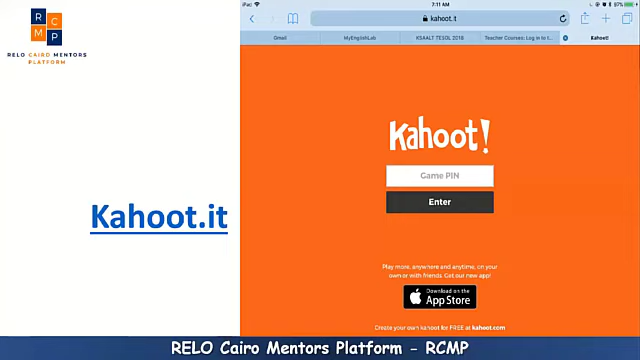 RCMP
RELO CAIRO MENTORS
PLATFORM
Kahoot.it
iPad
7:11 AM
97%
kahoot.it
Gmail
MyEnglishLab
KSAALT TESOL 2018
Teacher Courses: Log in to t...
Kahoot!
Kahoot!
Game PIN
Enter
Play more, anywhere and anytime, on your
own or with friends. Get our new app!
Download on the
App Store
Create your own kahoot for FREE at kahoot.com
RELO Cairo Mentors Platform - RCMP